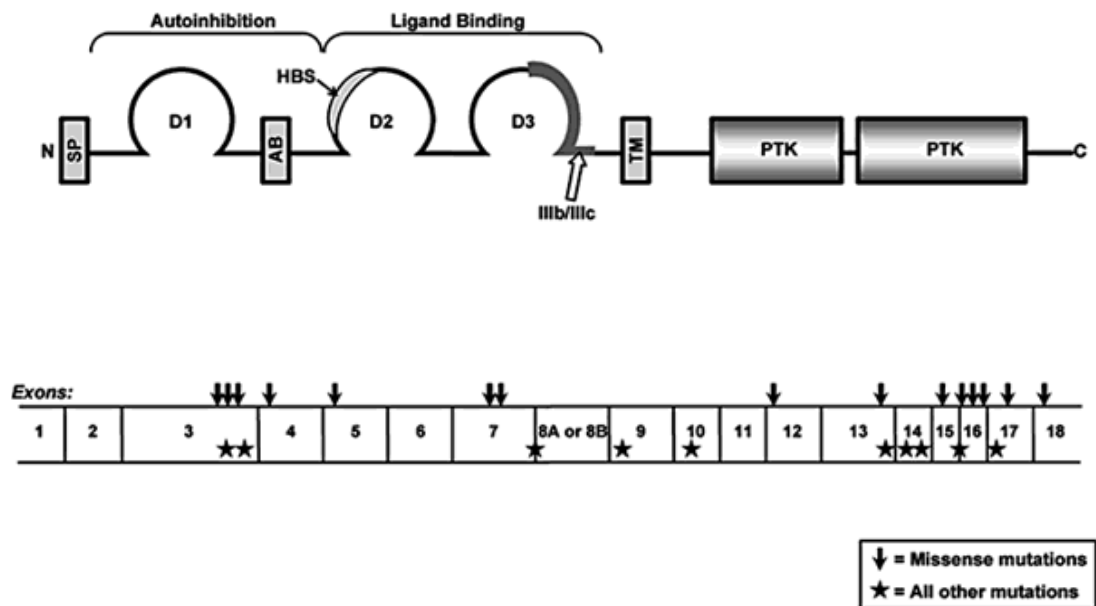 Autoinhibition Ligand Binding
HBS
N SP D1 AB D2 D3 TM PTK PTK C
IIIb/IIIc
Exons:
1 2 3 4 5 6 7 8A or 8B 9 10 11 12 13 14 15 16 17 18
= Missense mutations
= All other mutations